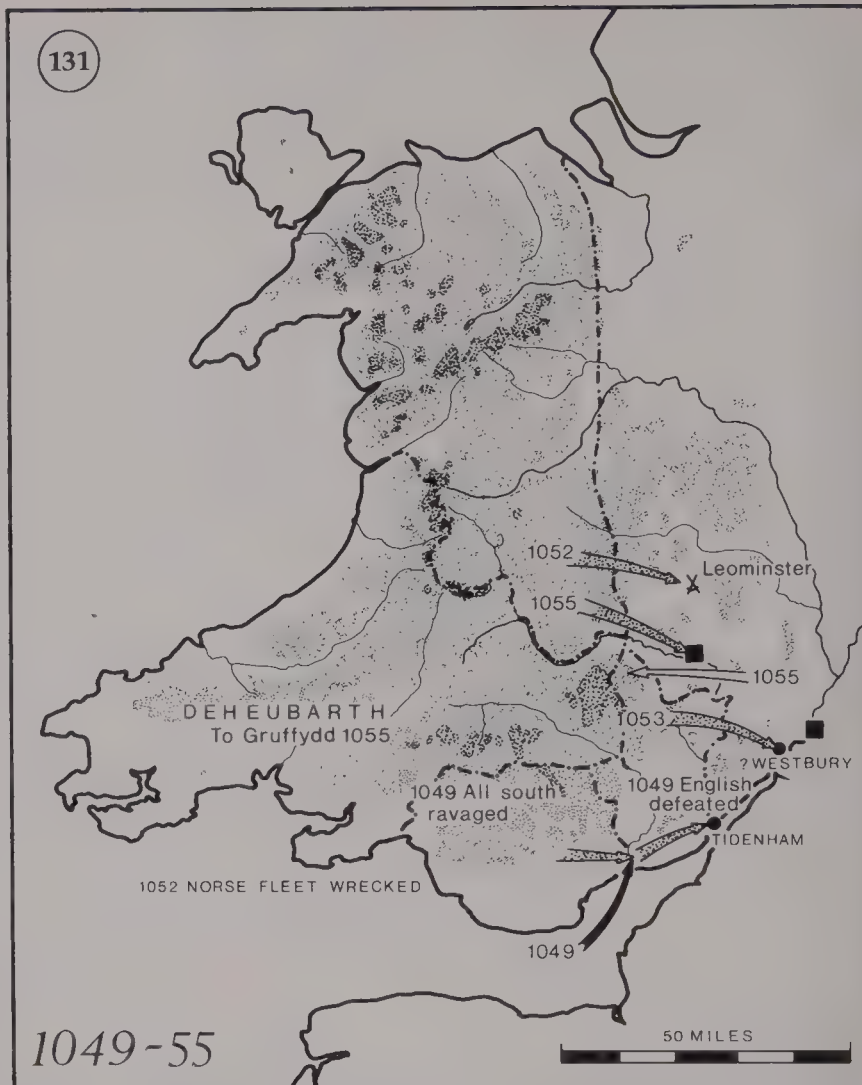 131
1052
Leominster
1055
1055
DEHEUBARTH
To Gruffydd 1055
1053
?WESTBURY
1049 All south
ravaged
1049 English
defeated
TIDENHAM
1052 NORSE FLEET WRECKED
1049
1049-55
50 MILES